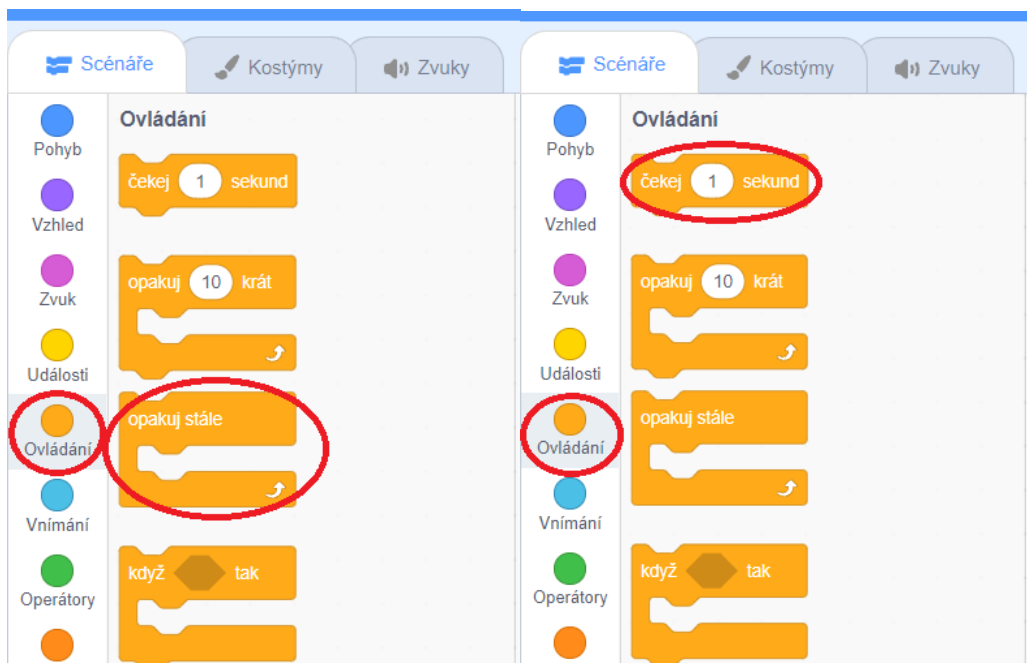 Scénáře Kostýmy Zvuky
Ovládání
Pohyb
čekej 1 sekund
Vzhled
opakuj 10 krát
Zvuk
Události
opakuj stále
Ovládání
Vnímání
když tak
Operátory
Scénáře Kostýmy Zvuky
Ovládání
Pohyb
čekej 1 sekund
Vzhled
opakuj 10 krát
Zvuk
Události
opakuj stále
Ovládání
Vnímání
když tak
Operátory